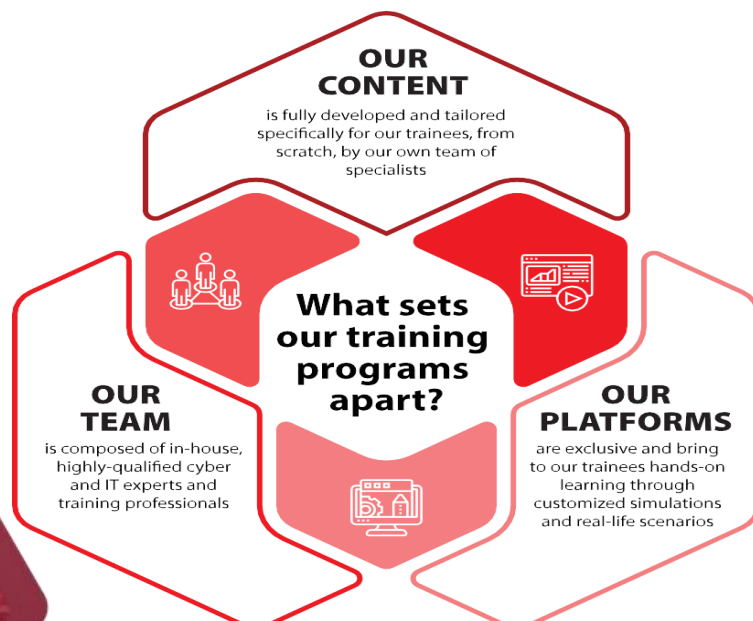 OUR
CONTENT
is fully developed and tailored
specifically for our trainees, from
scratch, by our own team of
specialists
What sets
our training
programs
apart?
OUR
TEAM
is composed of in-house,
highly-qualified cyber
and IT experts and
training professionals
OUR
PLATFORMS
are exclusive and bring
to our trainees hands-on
learning through
customized simulations
and real-life scenarios